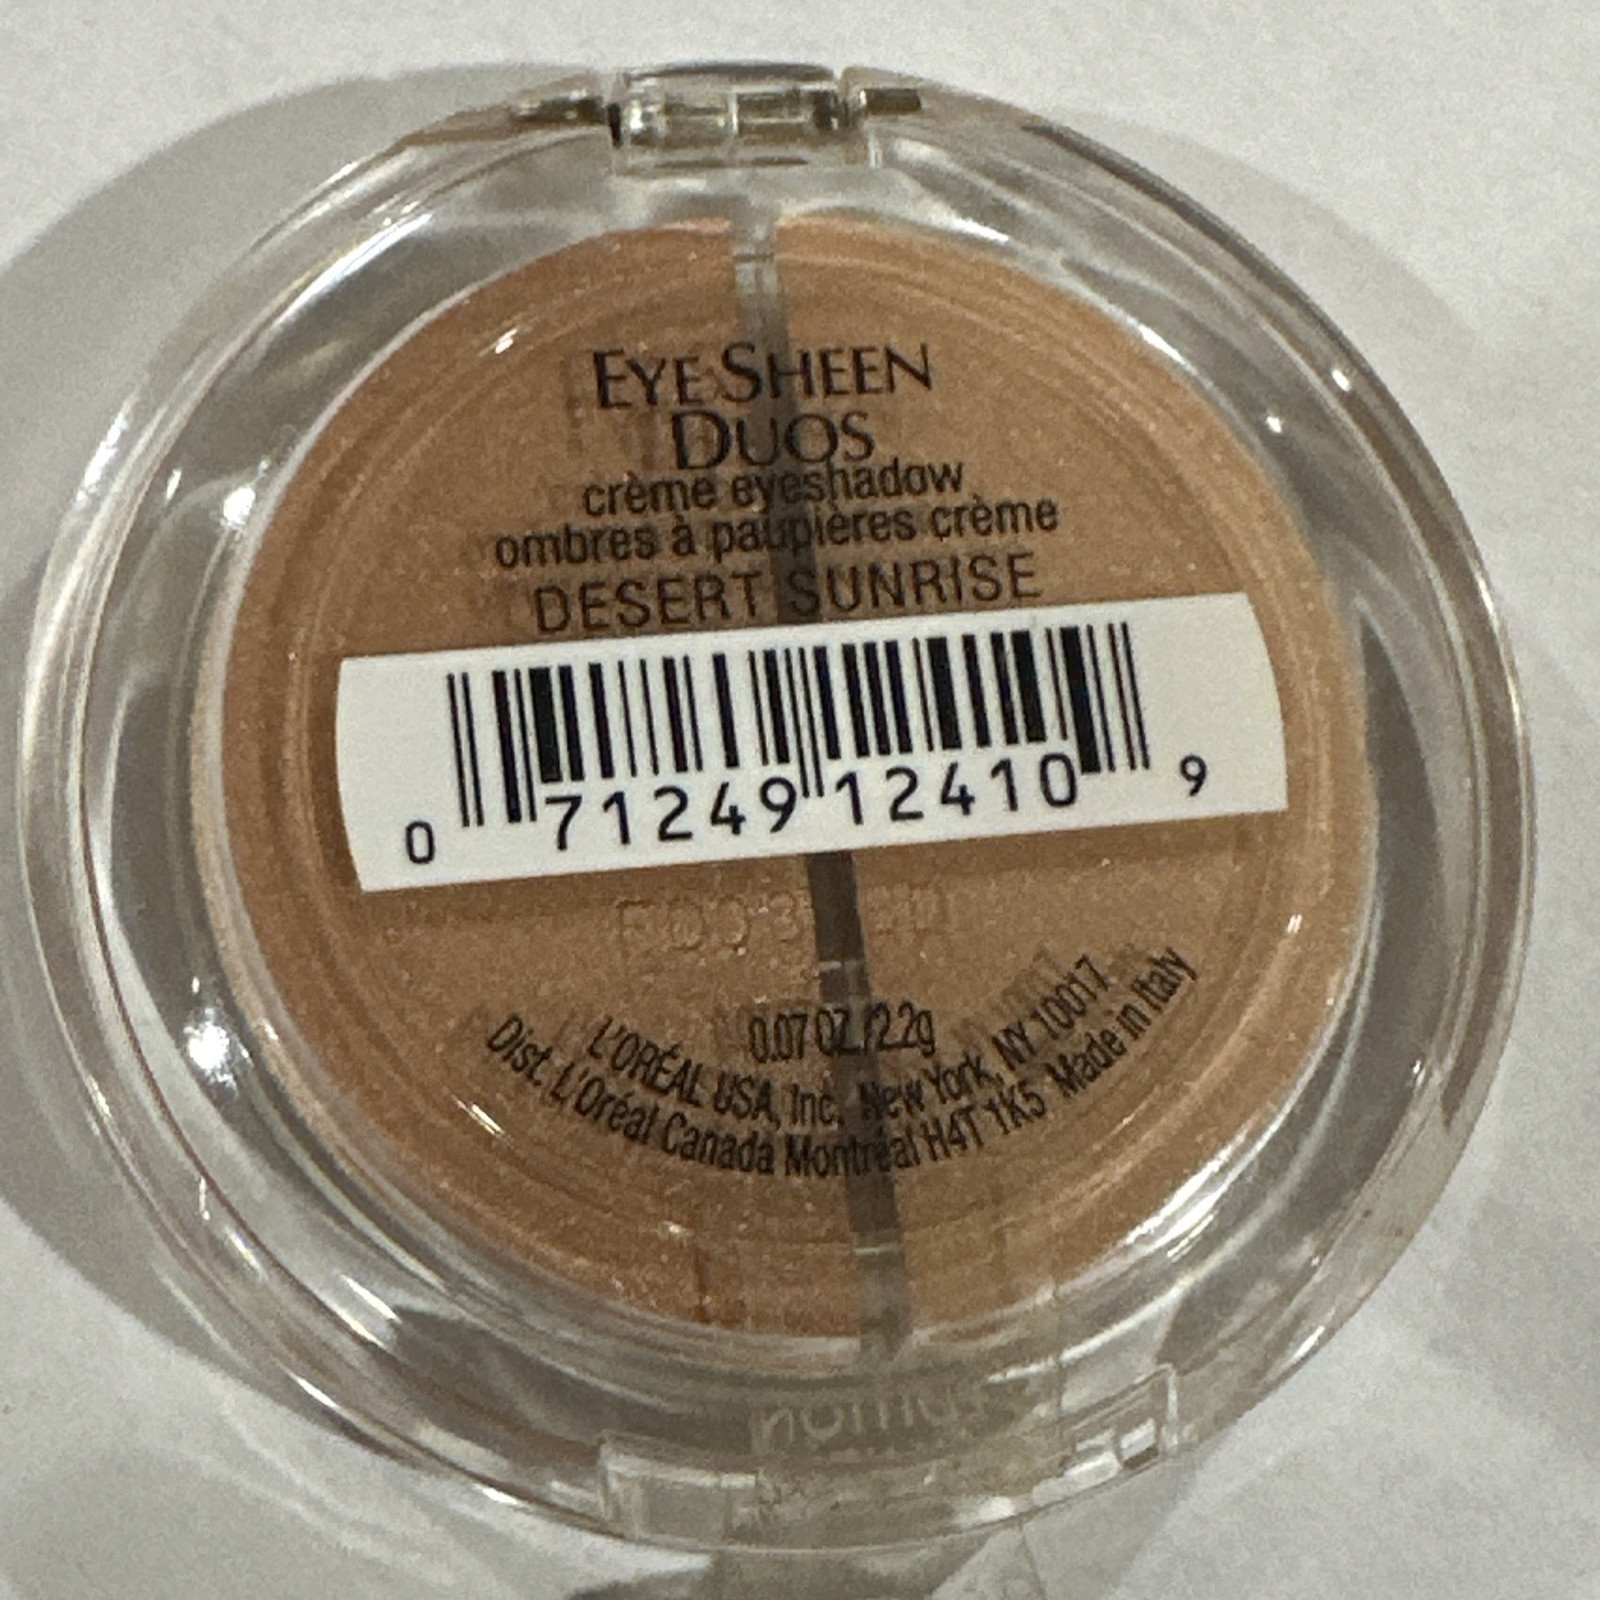 EYE SHEEN
DUOS
crème eyeshadow
ombres à paupières crème
DESERT SUNRISE
0 71249 12410 9
0.07 OZ./2.2g
L'ORÉAL USA, Inc. New York, NY 10017
Dist. L'Oréal Canada Montréal H4T 1K5 Made in Italy